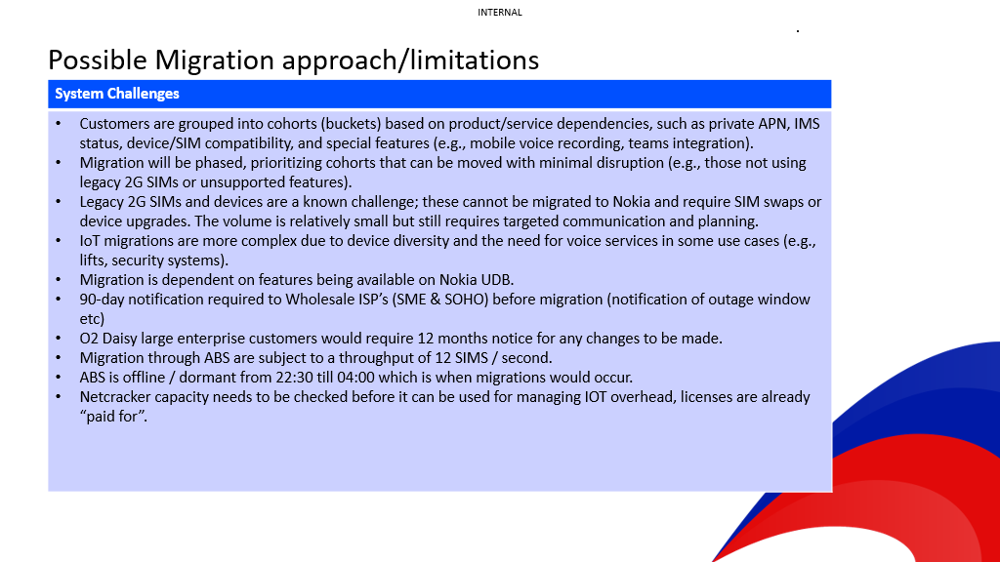 INTERNAL
.
Possible Migration approach/limitations
System Challenges
• Customers are grouped into cohorts (buckets) based on product/service dependencies, such as private APN, IMS
status, device/SIM compatibility, and special features (e.g., mobile voice recording, teams integration).
• Migration will be phased, prioritizing cohorts that can be moved with minimal disruption (e.g., those not using
legacy 2G SIMs or unsupported features).
• Legacy 2G SIMs and devices are a known challenge; these cannot be migrated to Nokia and require SIM swaps or
device upgrades. The volume is relatively small but still requires targeted communication and planning.
• IoT migrations are more complex due to device diversity and the need for voice services in some use cases (e.g.,
lifts, security systems).
• Migration is dependent on features being available on Nokia UDB.
• 90-day notification required to Wholesale ISP’s (SME & SOHO) before migration (notification of outage window
etc)
• O2 Daisy large enterprise customers would require 12 months notice for any changes to be made.
• Migration through ABS are subject to a throughput of 12 SIMS / second.
• ABS is offline / dormant from 22:30 till 04:00 which is when migrations would occur.
• Netcracker capacity needs to be checked before it can be used for managing IOT overhead, licenses are already
“paid for”.